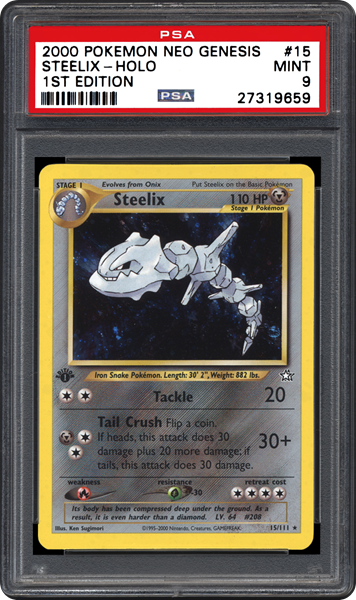 PSA
2000 POKEMON NEO GENESIS #15
STEELIX-HOLO MINT
1ST EDITION PSA 9
27319659
STAGE 1 Evolves from Onix Put Steelix on the Basic Pokémon
Steelix 110 HP
Stage 1 Pokémon
Iron Snake Pokémon. Length: 30' 2", Weight: 882 lbs.
EDITION 1
Tackle 20
Tail Crush Flip a coin.
If heads, this attack does 30
damage plus 20 more damage; if
tails, this attack does 30 damage.
30+
weakness resistance retreat cost
-30
Its body has been compressed deep under the ground. As a
result, it is even harder than a diamond. LV. 64 #208
Illus. Ken Sugimori ©1995-2000 Nintendo, Creatures, GAMEFREAK. 15/111 ★